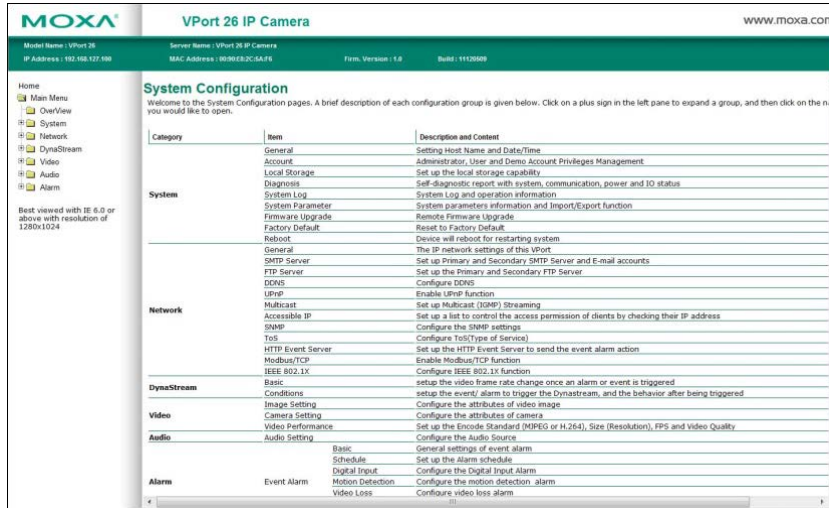 MOXA
VPort 26 IP Camera
www.moxa.com
Model Name : VPort 26
Server Name : VPort 26 IP Camera
IP Address : 192.168.127.100
MAC Address : 00:90:E8:2C:5A:F6
Firm. Version : 1.0
Build : 11120509
Home
Main Menu
OverView
System
Network
DynaStream
Video
Audio
Alarm
Best viewed with IE 6.0 or
above with resolution of
1280x1024
System Configuration
Welcome to the System Configuration pages. A brief description of each configuration group is given below. Click on a plus sign in the left pane to expand a group, and then click on the
you would like to open.
Category Item Description and Content
System
General Setting Host Name and Date/Time
Account Administrator, User and Demo Account Privileges Management
Local Storage Set up the local storage capability
Diagnosis Self-diagnostic report with system, communication, power and IO status
System Log System Log and operation information
System Parameter System parameters information and Import/Export function
Firmware Upgrade Remote Firmware Upgrade
Factory Default Reset to Factory Default
Reboot Device will reboot for restarting system
Network
General The IP network settings of this VPort
SMTP Server Set up Primary and Secondary SMTP Server and E-mail accounts
FTP Server Set up the Primary and Secondary FTP Server
DDNS Configure DDNS
UPnP Enable UPnP function
Multicast Set up Multicast (IGMP) Streaming
Accessible IP Set up a list to control the access permission of clients by checking their IP address
SNMP Configure the SNMP settings
ToS Configure ToS(Type of Service)
HTTP Event Server Set up the HTTP Event Server to send the event alarm action
Modbus/TCP Enable Modbus/TCP function
IEEE 802.1X Configure IEEE 802.1X function
DynaStream
Basic setup the video frame rate change once an alarm or event is triggered
Conditions setup the event/ alarm to trigger the Dynastream, and the behavior after being triggered
Video
Image Setting Configure the attributes of video image
Camera Setting Configure the attributes of camera
Video Performance Set up the Encode Standard (MJPEG or H.264), Size (Resolution), FPS and Video Quality
Audio Audio Setting Configure the Audio Source
Alarm Event Alarm
Basic General settings of event alarm
Schedule Set up the Alarm schedule
Digital Input Configure the Digital Input Alarm
Motion Detection Configure the motion detection alarm
Video Loss Configure video loss alarm